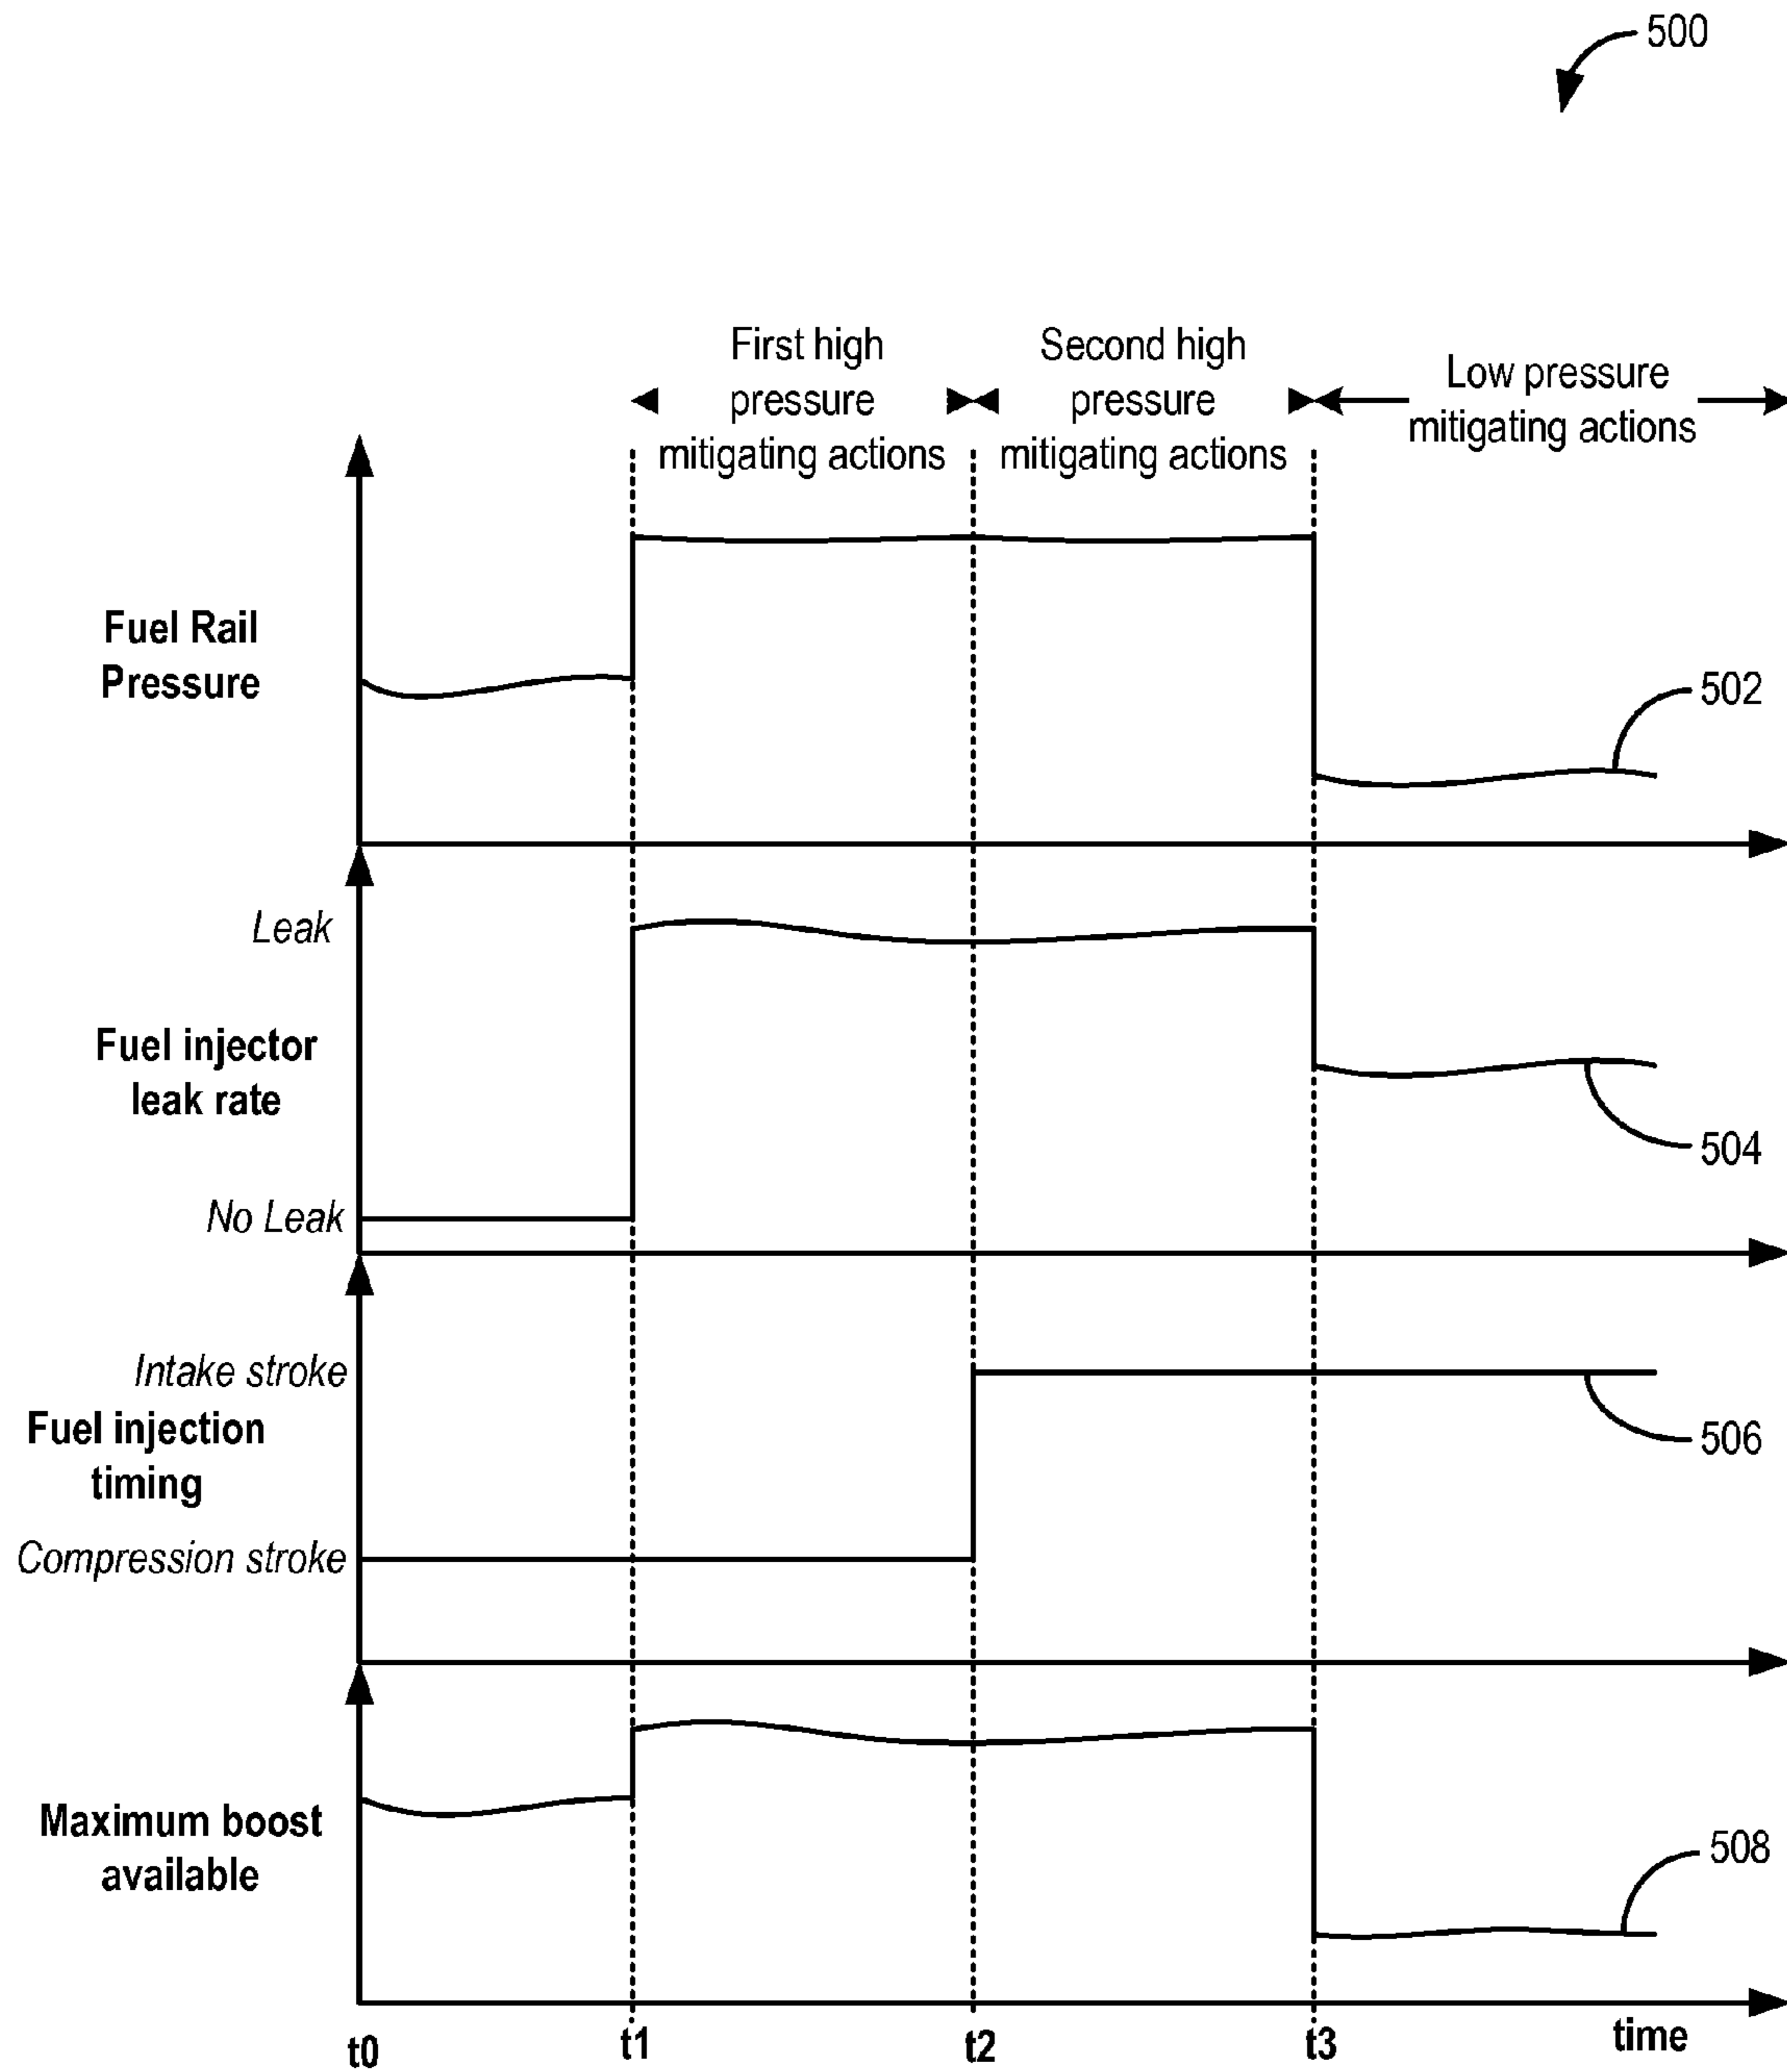 500
First high
pressure
mitigating actions
Second high
pressure
mitigating actions
Low pressure
mitigating actions
Fuel Rail
Pressure
502
Leak
Fuel injector
leak rate
504
No Leak
Intake stroke
Fuel injection
timing
506
Compression stroke
Maximum boost
available
508
t0
t1
t2
t3
time